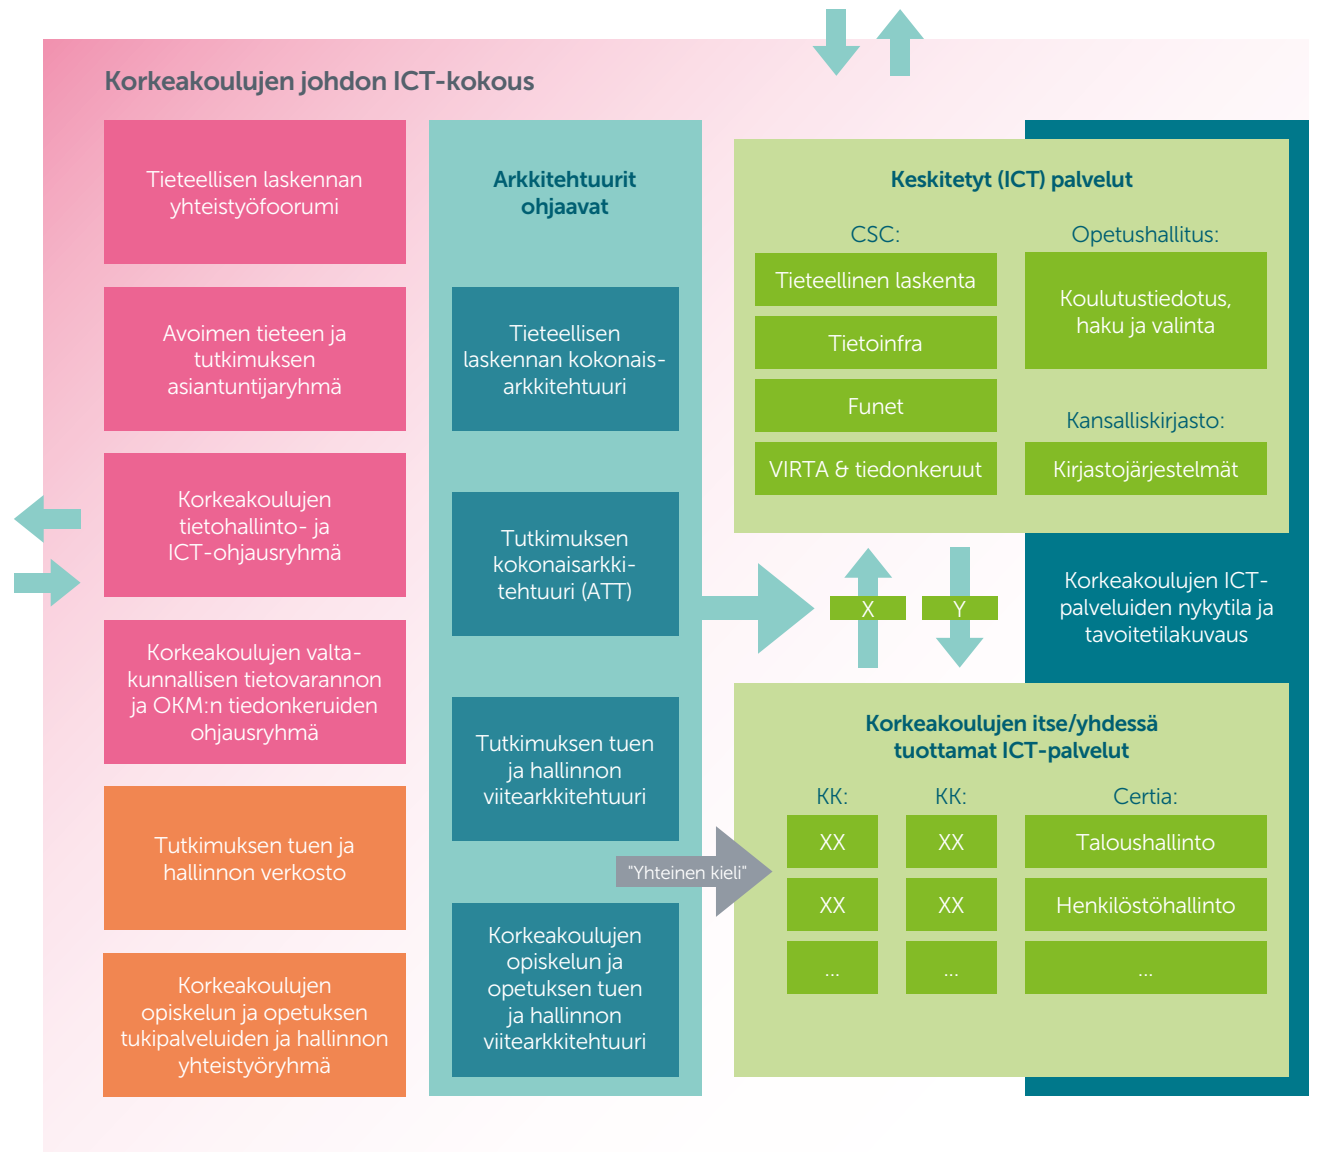 Korkeakoulujen johdon ICT-kokous
Tieteellisen laskennan
yhteistyöfoorumi
Avoimen tieteen ja
tutkimuksen
asiantuntijaryhmä
Korkeakoulujen
tietohallinto- ja
ICT-ohjausryhmä
Korkeakoulujen valta-
kunnallisen tietovarannon
ja OKM:n tiedonkeruiden
ohjausryhmä
Tutkimuksen tuen ja
hallinnon verkosto
Korkeakoulujen
opiskelun ja opetuksen
tukipalveluiden ja hallinnon
yhteistyöryhmä
Arkkitehtuurit
ohjaavat
Tieteellisen
laskennan kokonais-
arkkitehtuuri
Tutkimuksen
kokonaisarkki-
tehtuuri (ATT)
Tutkimuksen tuen
ja hallinnon
viitearkkitehtuuri
"Yhteinen kieli"
Korkeakoulujen
opiskelun ja
opetuksen tuen
ja hallinnon
viitearkkitehtuuri
Keskitetyt (ICT) palvelut
CSC:
Tieteellinen laskenta
Tietoinfra
Funet
VIRTA & tiedonkeruut
Opetushallitus:
Koulutustiedotus,
haku ja valinta
Kansalliskirjasto:
Kirjastojärjestelmät
X
Y
Korkeakoulujen ICT-
palveluiden nykytila ja
tavoitetilakuvaus
Korkeakoulujen itse/yhdessä
tuottamat ICT-palvelut
KK:
XX
XX
...
KK:
XX
XX
...
Certia:
Taloushallinto
Henkilöstöhallinto
...